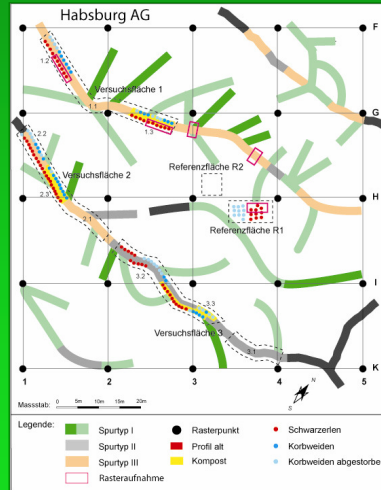 Habsburg AG
F
1.2
Versuchsfläche 1
1.1
G
2.2
1.3
Versuchsfläche 2
Referenzfläche R2
2.3
H
2.1
Referenzfläche R1
3.2
I
3.3
Versuchsfläche 3
3.1
K
1 2 3 4 5
Massstab: 0 5m 10m 15m 20m
N
S
Legende:
Spurtyp I
Rasterpunkt
Schwarzerlen
Spurtyp II
Profil alt
Korbweiden
Spurtyp III
Kompost
Korbweiden abgestorbe
Rasteraufnahme